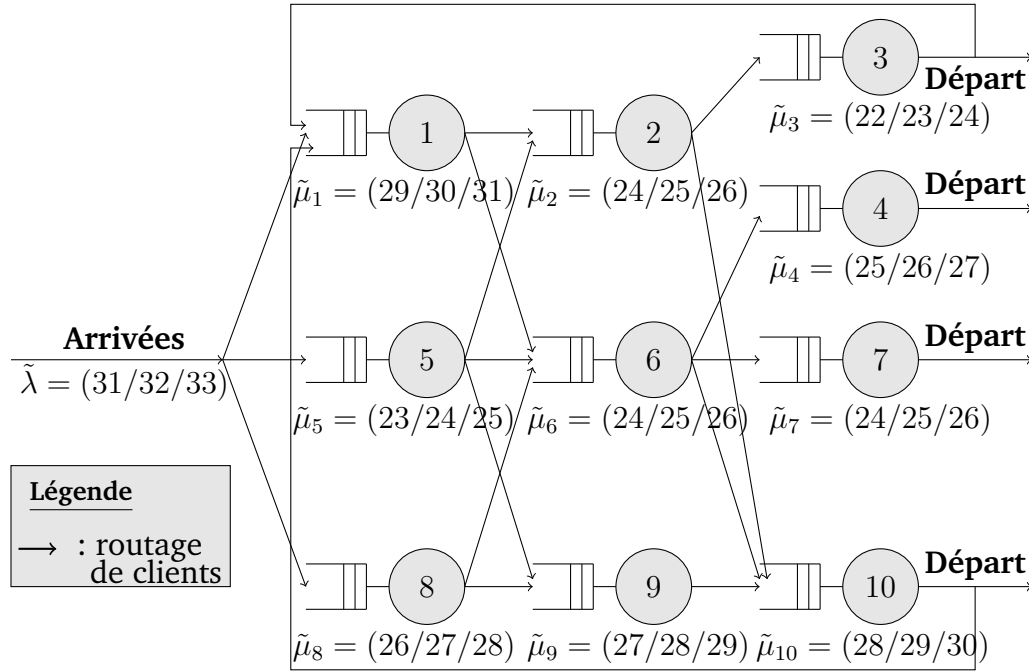 3
Départ
μ̃₃ = (22/23/24)
1
μ̃₁ = (29/30/31)
2
μ̃₂ = (24/25/26)
Départ
4
μ̃₄ = (25/26/27)
Arrivées
λ̃ = (31/32/33)
5
μ̃₅ = (23/24/25)
6
μ̃₆ = (24/25/26)
Départ
7
μ̃₇ = (24/25/26)
Légende
: routage
de clients
8
μ̃₈ = (26/27/28)
9
μ̃₉ = (27/28/29)
Départ
10
μ̃₁₀ = (28/29/30)